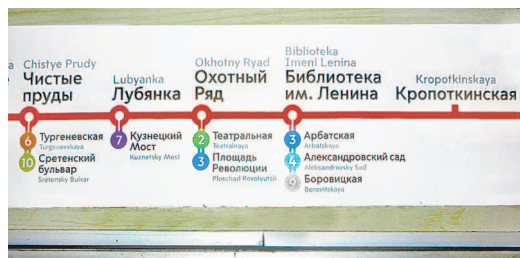 Chistye Prudy
Чистые
пруды
6 Тургеневская
Turgenevskaya
10 Сретенский
бульвар
Sretensky Bulvar
Lubyanka
Лубянка
7 Кузнецкий
Мост
Kuznetsky Most
Okhotny Ryad
Охотный
Ряд
2 Театральная
Teatralnaya
3 Площадь
Революции
Ploschad Revolyutsii
Biblioteka
Imeni Lenina
Библиотека
им. Ленина
3 Арбатская
Arbatskaya
4 Александровский сад
Aleksandrovsky Sad
9 Боровицкая
Borovitskaya
Kropotkinskaya
Кропоткинская